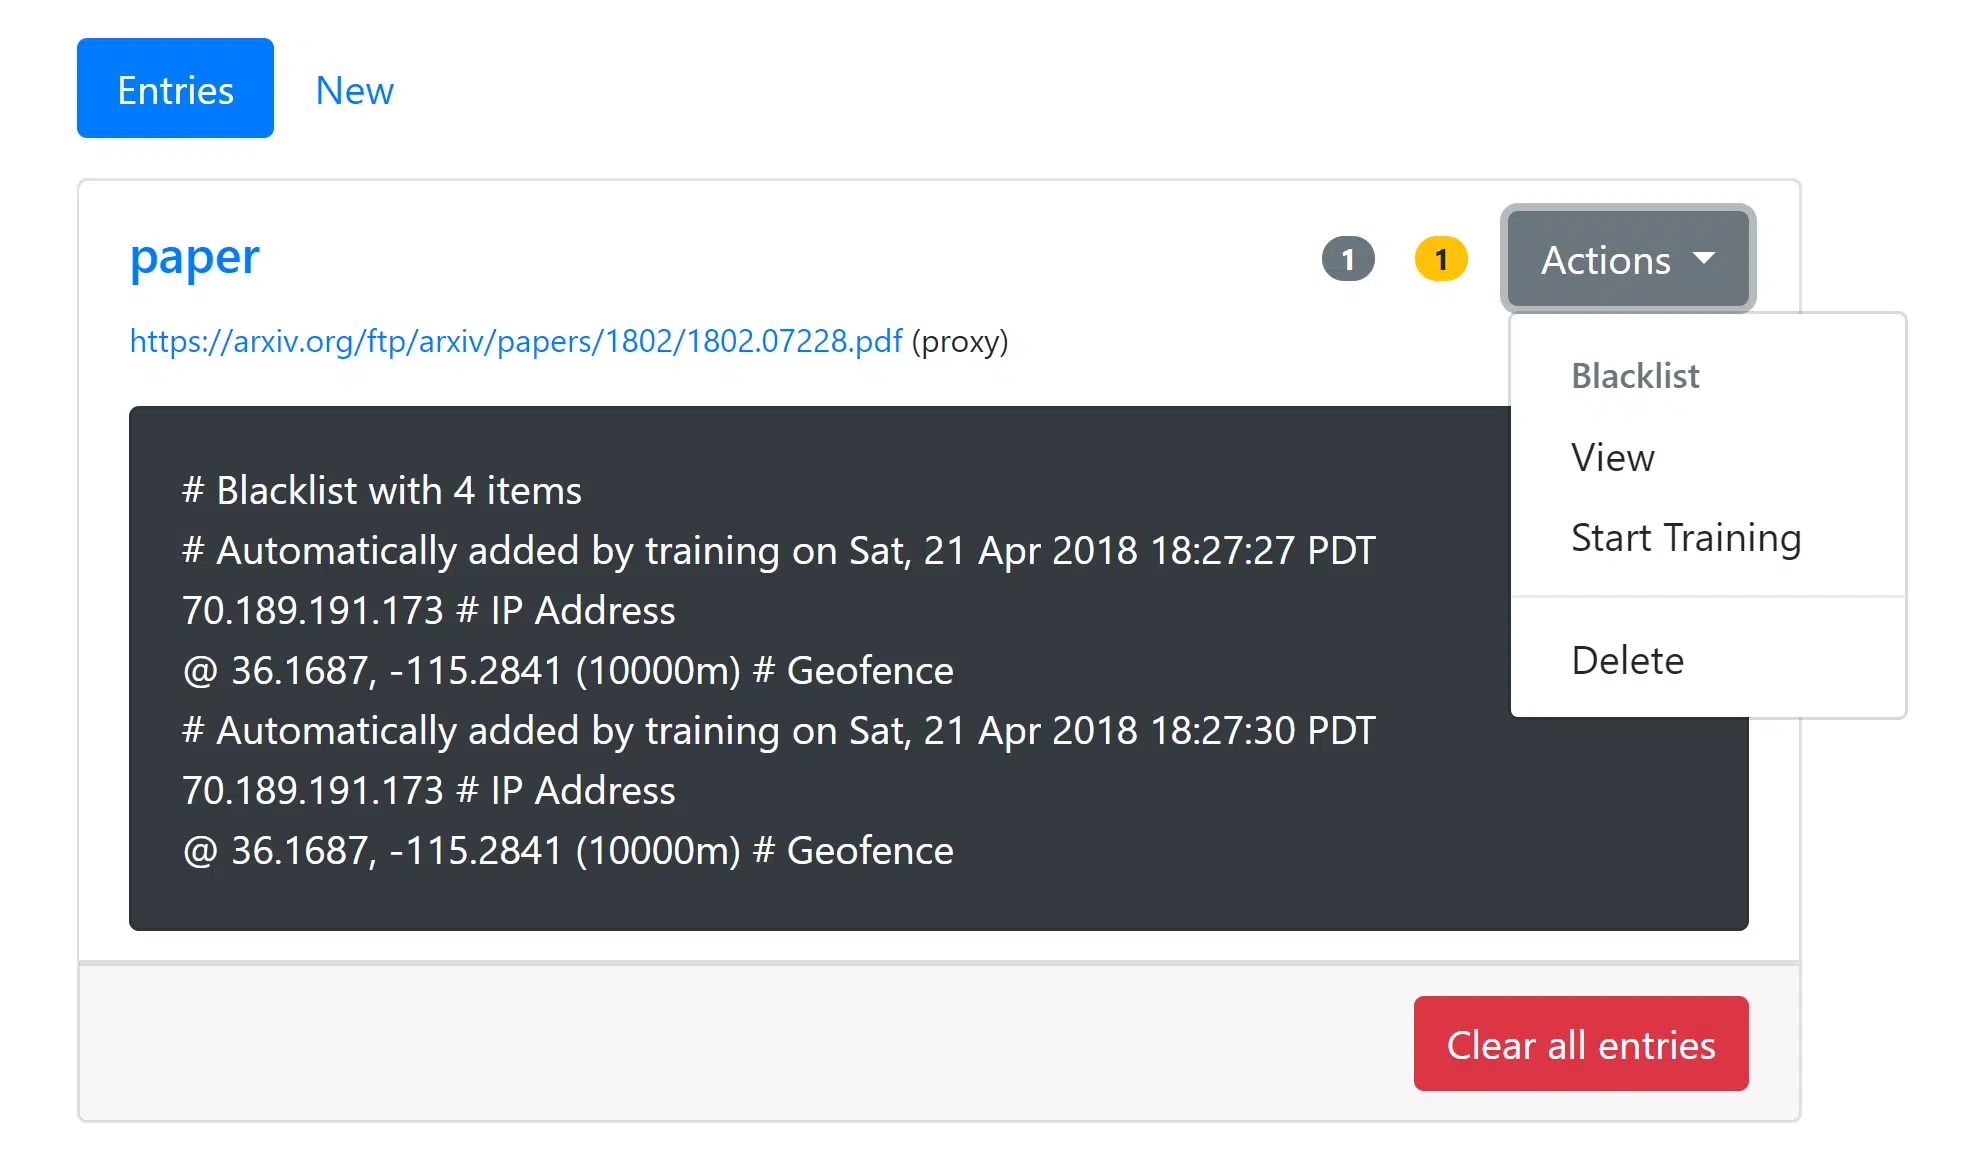 Entries New
paper 1 1 Actions
https://arxiv.org/ftp/arxiv/papers/1802/1802.07228.pdf (proxy)
Blacklist
View
Start Training
Delete
# Blacklist with 4 items
# Automatically added by training on Sat, 21 Apr 2018 18:27:27 PDT
70.189.191.173 # IP Address
@ 36.1687, -115.2841 (10000m) # Geofence
# Automatically added by training on Sat, 21 Apr 2018 18:27:30 PDT
70.189.191.173 # IP Address
@ 36.1687, -115.2841 (10000m) # Geofence
Clear all entries